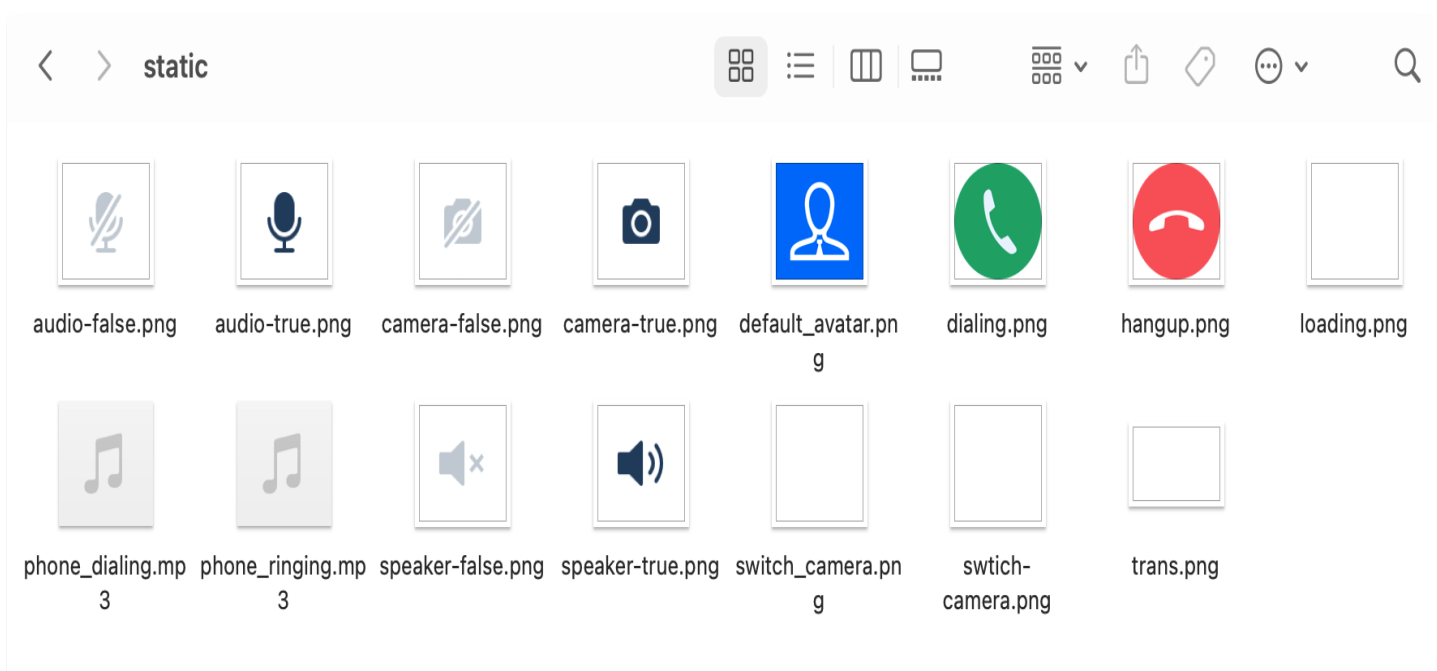 static
audio-false.png
audio-true.png
camera-false.png
camera-true.png
default_avatar.pn
g
dialing.png
hangup.png
loading.png
phone_dialing.mp
3
phone_ringing.mp
3
speaker-false.png
speaker-true.png
switch_camera.pn
g
swtich-
camera.png
trans.png